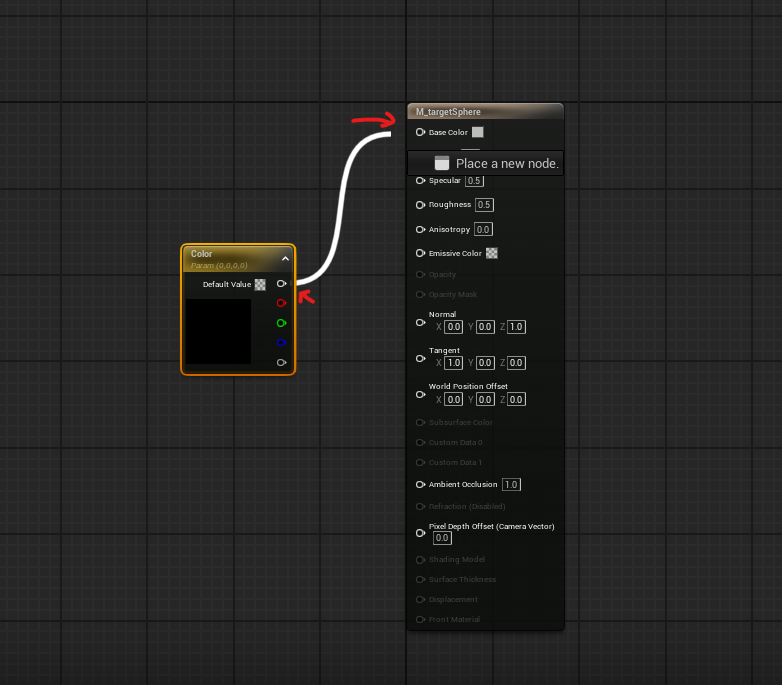 M_targetSphere
Base Color
Place a new node.
Specular 0.5
Roughness 0.5
Anisotropy 0.0
Color
Param (0,0,0,0)
Emissive Color
Opacity
Default Value
Opacity Mask
Normal
X 0.0 Y 0.0 Z 1.0
Tangent
X 1.0 Y 0.0 Z 0.0
World Position Offset
X 0.0 Y 0.0 Z 0.0
Subsurface Color
Custom Data 0
Custom Data 1
Ambient Occlusion 1.0
Refraction (Disabled)
Pixel Depth Offset (Camera Vector)
0.0
Shading Model
Surface Thickness
Displacement
Front Material